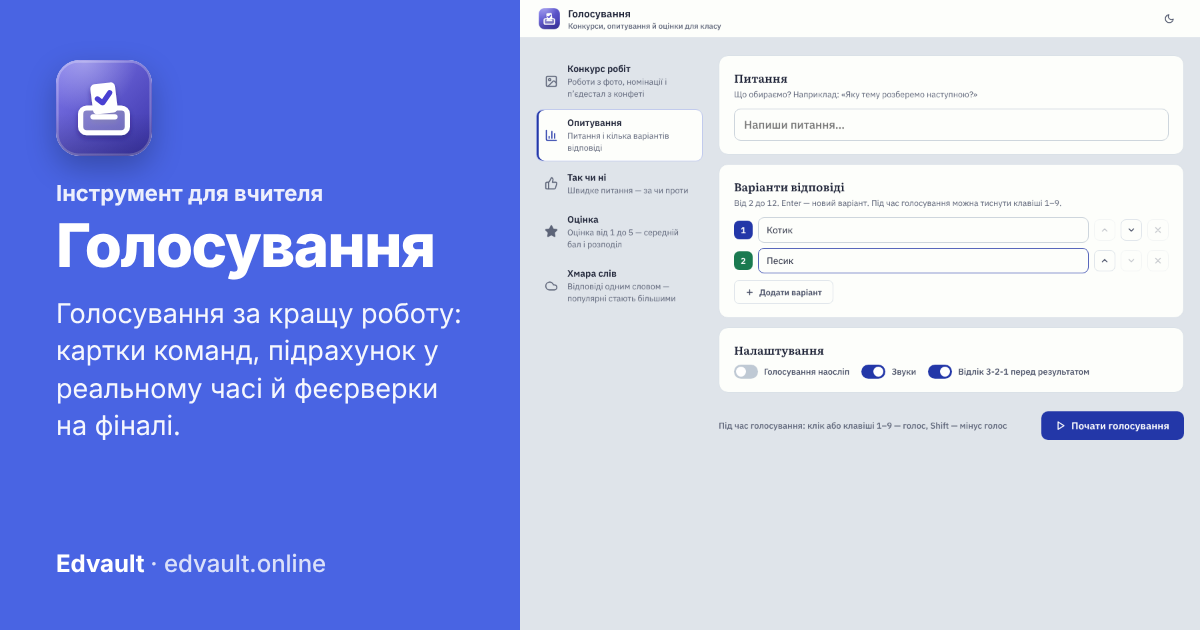 Інструмент для вчителя
Голосування
Голосування за кращу роботу:
картки команд, підрахунок у
реальному часі й феєрверки
на фіналі.
Edvault · edvault.online
Голосування
Конкурси, опитування й оцінки для класу
Конкурс робіт
Роботи з фото, номінації і
п'єдестал з конфеті
Опитування
Питання і кілька варіантів
відповіді
Так чи ні
Швидке питання — за чи проти
Оцінка
Оцінка від 1 до 5 — середній
бал і розподіл
Хмара слів
Відповіді одним словом —
популярні стають більшими
Питання
Що обираємо? Наприклад: «Яку тему розберемо наступною?»
Напиши питання...
Варіанти відповіді
Від 2 до 12. Enter — новий варіант. Під час голосування можна тиснути клавіші 1–9.
1 Котик
2 Песик
+ Додати варіант
Налаштування
Голосування наосліп Звуки Відлік 3-2-1 перед результатом
Під час голосування: клік або клавіші 1–9 — голос, Shift — мінус голос
Почати голосування